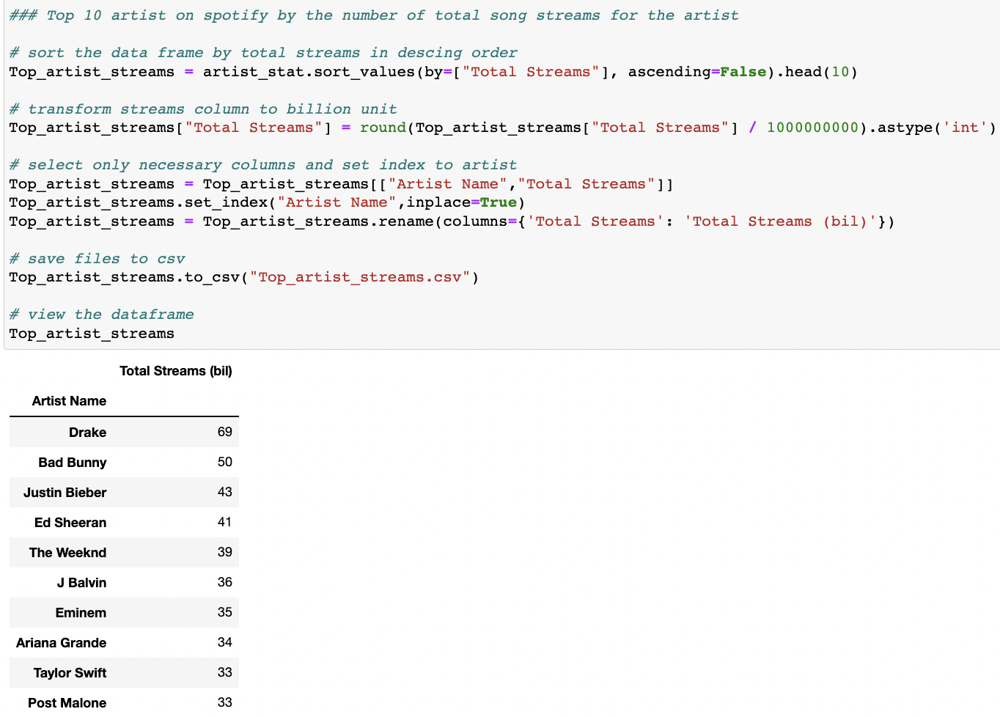 ### Top 10 artist on spotify by the number of total song streams for the artist
# sort the data frame by total streams in descing order
Top_artist_streams = artist_stat.sort_values(by=["Total Streams"], ascending=False).head(10)
# transform streams column to billion unit
Top_artist_streams["Total Streams"] = round(Top_artist_streams["Total Streams"] / 1000000000).astype('int')
# select only necessary columns and set index to artist
Top_artist_streams = Top_artist_streams[["Artist Name","Total Streams"]]
Top_artist_streams.set_index("Artist Name",inplace=True)
Top_artist_streams = Top_artist_streams.rename(columns={'Total Streams': 'Total Streams (bil)'})
# save files to csv
Top_artist_streams.to_csv("Top_artist_streams.csv")
# view the dataframe
Top_artist_streams
Total Streams (bil)
Artist Name
Drake 69
Bad Bunny 50
Justin Bieber 43
Ed Sheeran 41
The Weeknd 39
J Balvin 36
Eminem 35
Ariana Grande 34
Taylor Swift 33
Post Malone 33